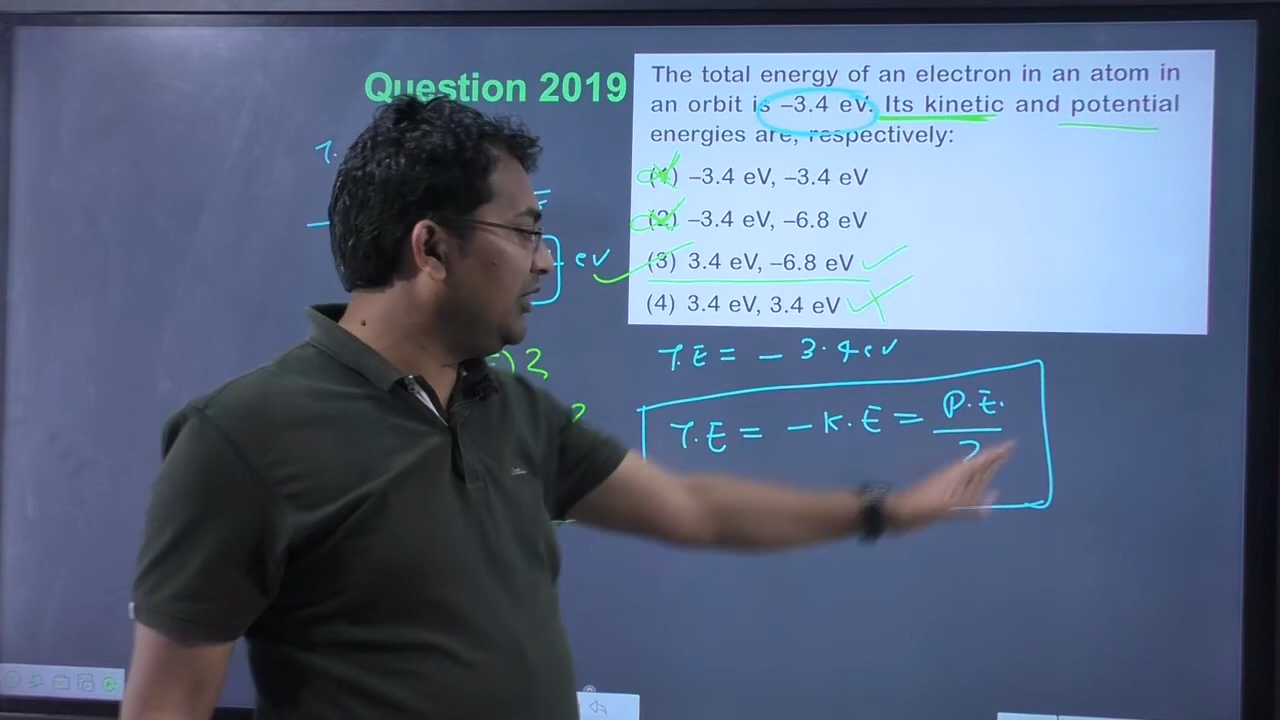 Question 2019
The total energy of an electron in an atom in
an orbit is –3.4 eV. Its kinetic and potential
energies are, respectively:
(1) –3.4 eV, –3.4 eV
(2) –3.4 eV, –6.8 eV
(3) 3.4 eV, –6.8 eV
(4) 3.4 eV, 3.4 eV
eV
T.E = – 3.4 eV
T.E = – K.E = P.E. / 2